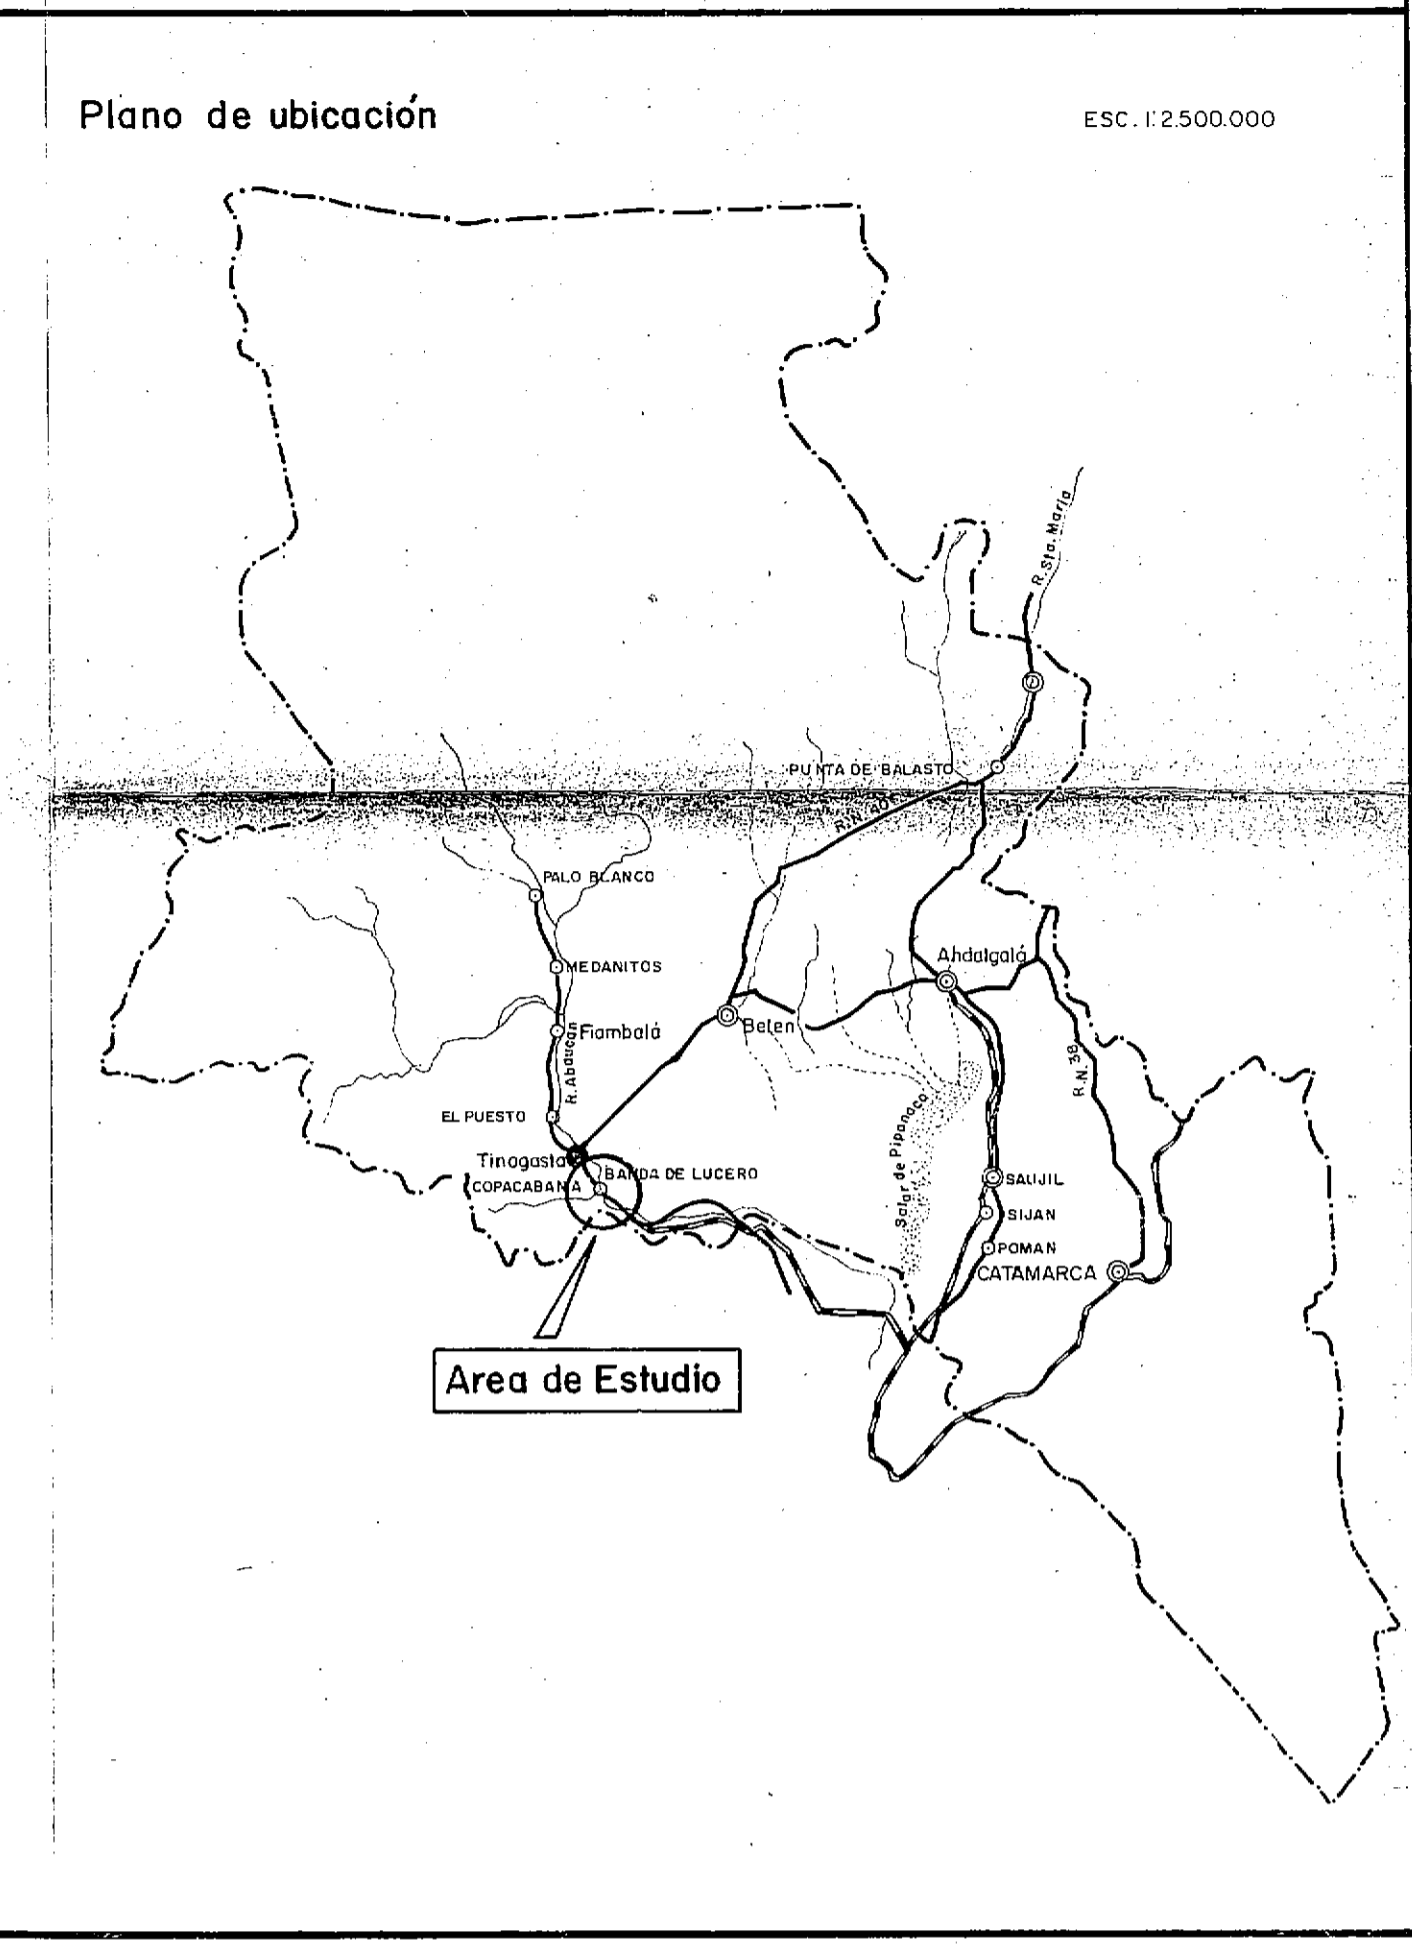 Plano de ubicación
ESC. 1:2.500.000
R. Sta. María
PUNTA DE BALASTO
R.N. 40
PALO BLANCO
MEDANITOS
Andalgalá
Fiambalá
Belen
R. Abaucan
R.N. 38
EL PUESTO
Salar de Pipanaco
Tinogasta
BANDA DE LUCERO
COPACABANA
SAUJIL
SIJAN
POMAN
CATAMARCA
Area de Estudio